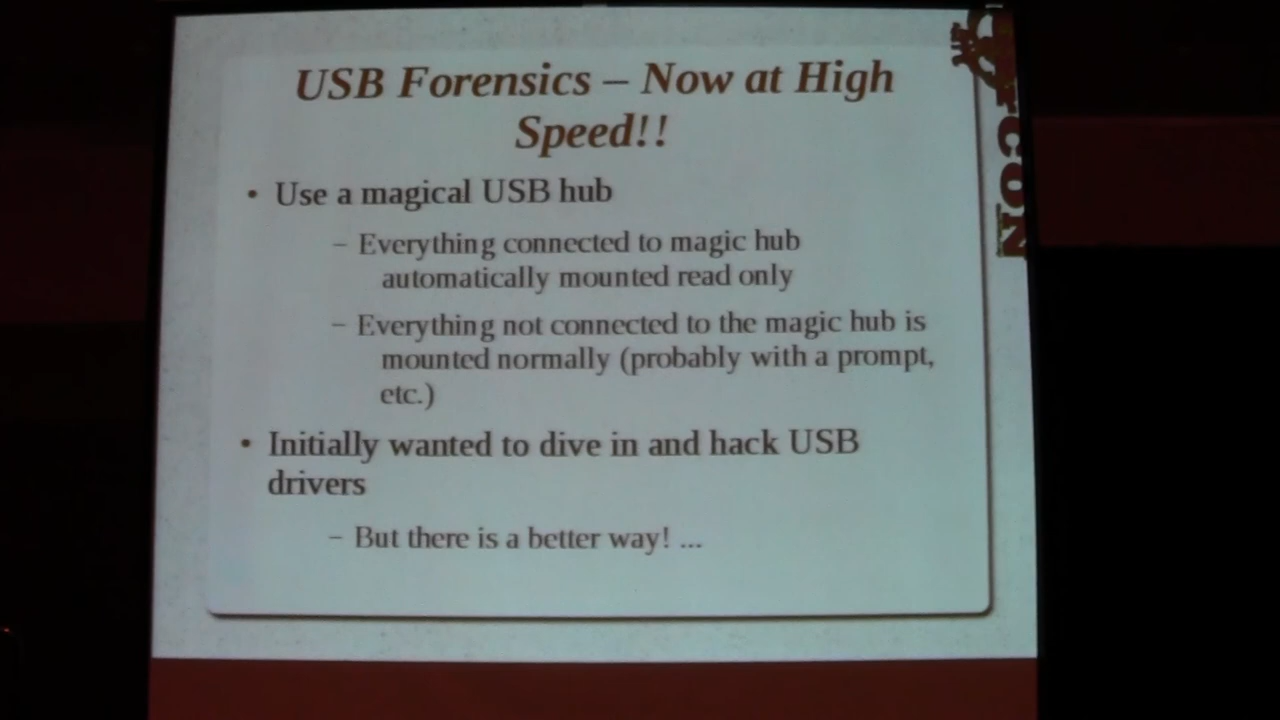 USB Forensics – Now at High
Speed!!
• Use a magical USB hub
– Everything connected to magic hub
automatically mounted read only
– Everything not connected to the magic hub is
mounted normally (probably with a prompt,
etc.)
• Initially wanted to dive in and hack USB
drivers
– But there is a better way! ...
CON